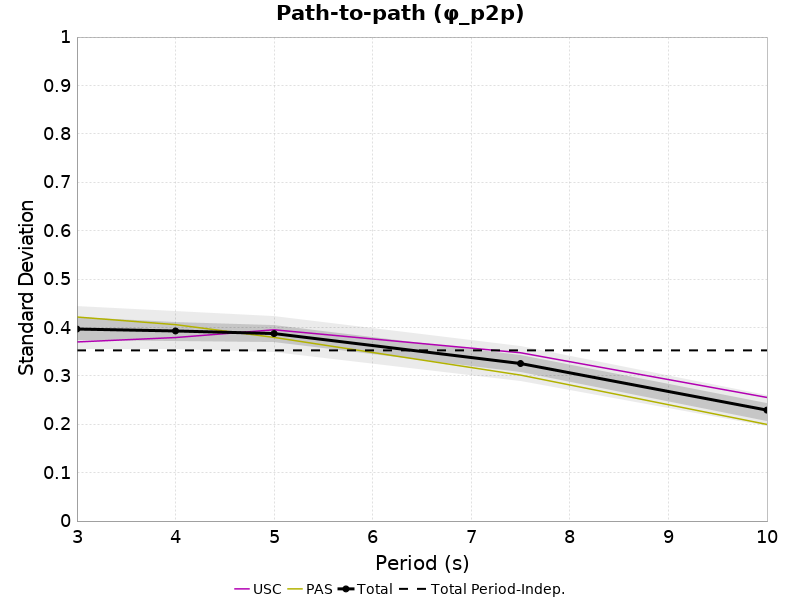 Path-to-path (φ_p2p)
1
0.9
0.8
0.7
0.6
0.5
0.4
0.3
0.2
0.1
0
Standard Deviation
3 4 5 6 7 8 9 10
Period (s)
USC PAS Total Total Period-Indep.